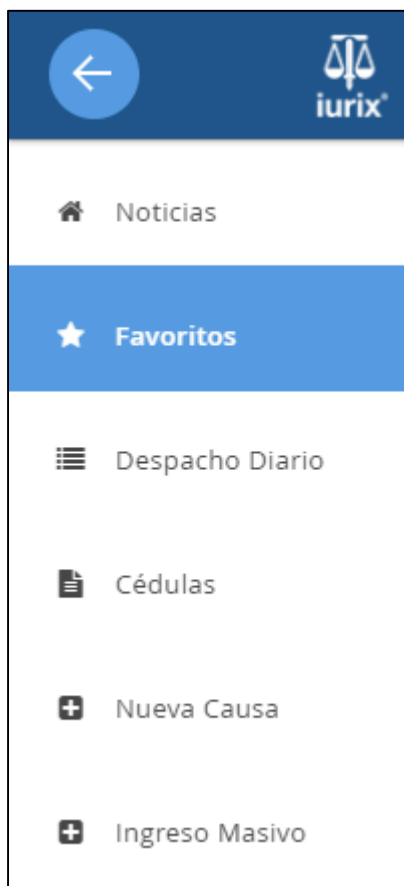 iurix®
Noticias
Favoritos
Despacho Diario
Cédulas
Nueva Causa
Ingreso Masivo